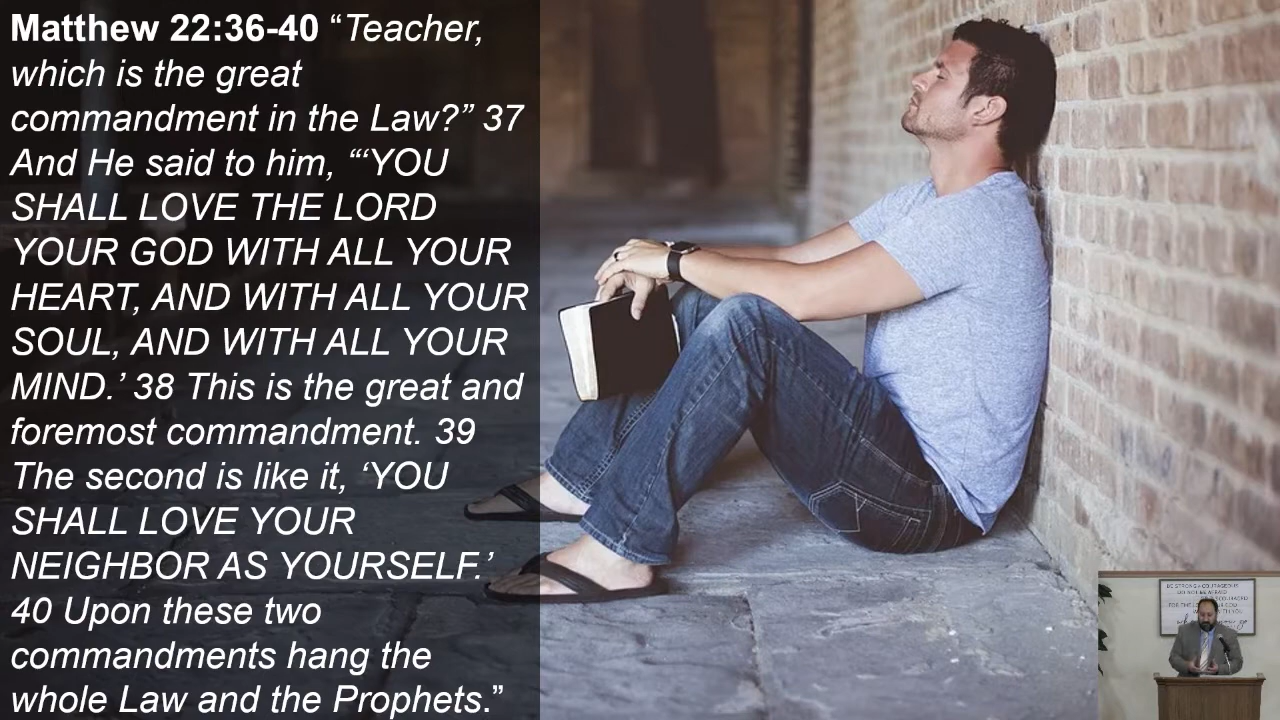 Matthew 22:36-40 “Teacher,
which is the great
commandment in the Law?” 37
And He said to him, “‘YOU
SHALL LOVE THE LORD
YOUR GOD WITH ALL YOUR
HEART, AND WITH ALL YOUR
SOUL, AND WITH ALL YOUR
MIND.’ 38 This is the great and
foremost commandment. 39
The second is like it, ‘YOU
SHALL LOVE YOUR
NEIGHBOR AS YOURSELF.’
40 Upon these two
commandments hang the
whole Law and the Prophets.”
BE STRONG & COURAGEOUS
DO NOT BE AFRAID
FOR THE
YOU
go